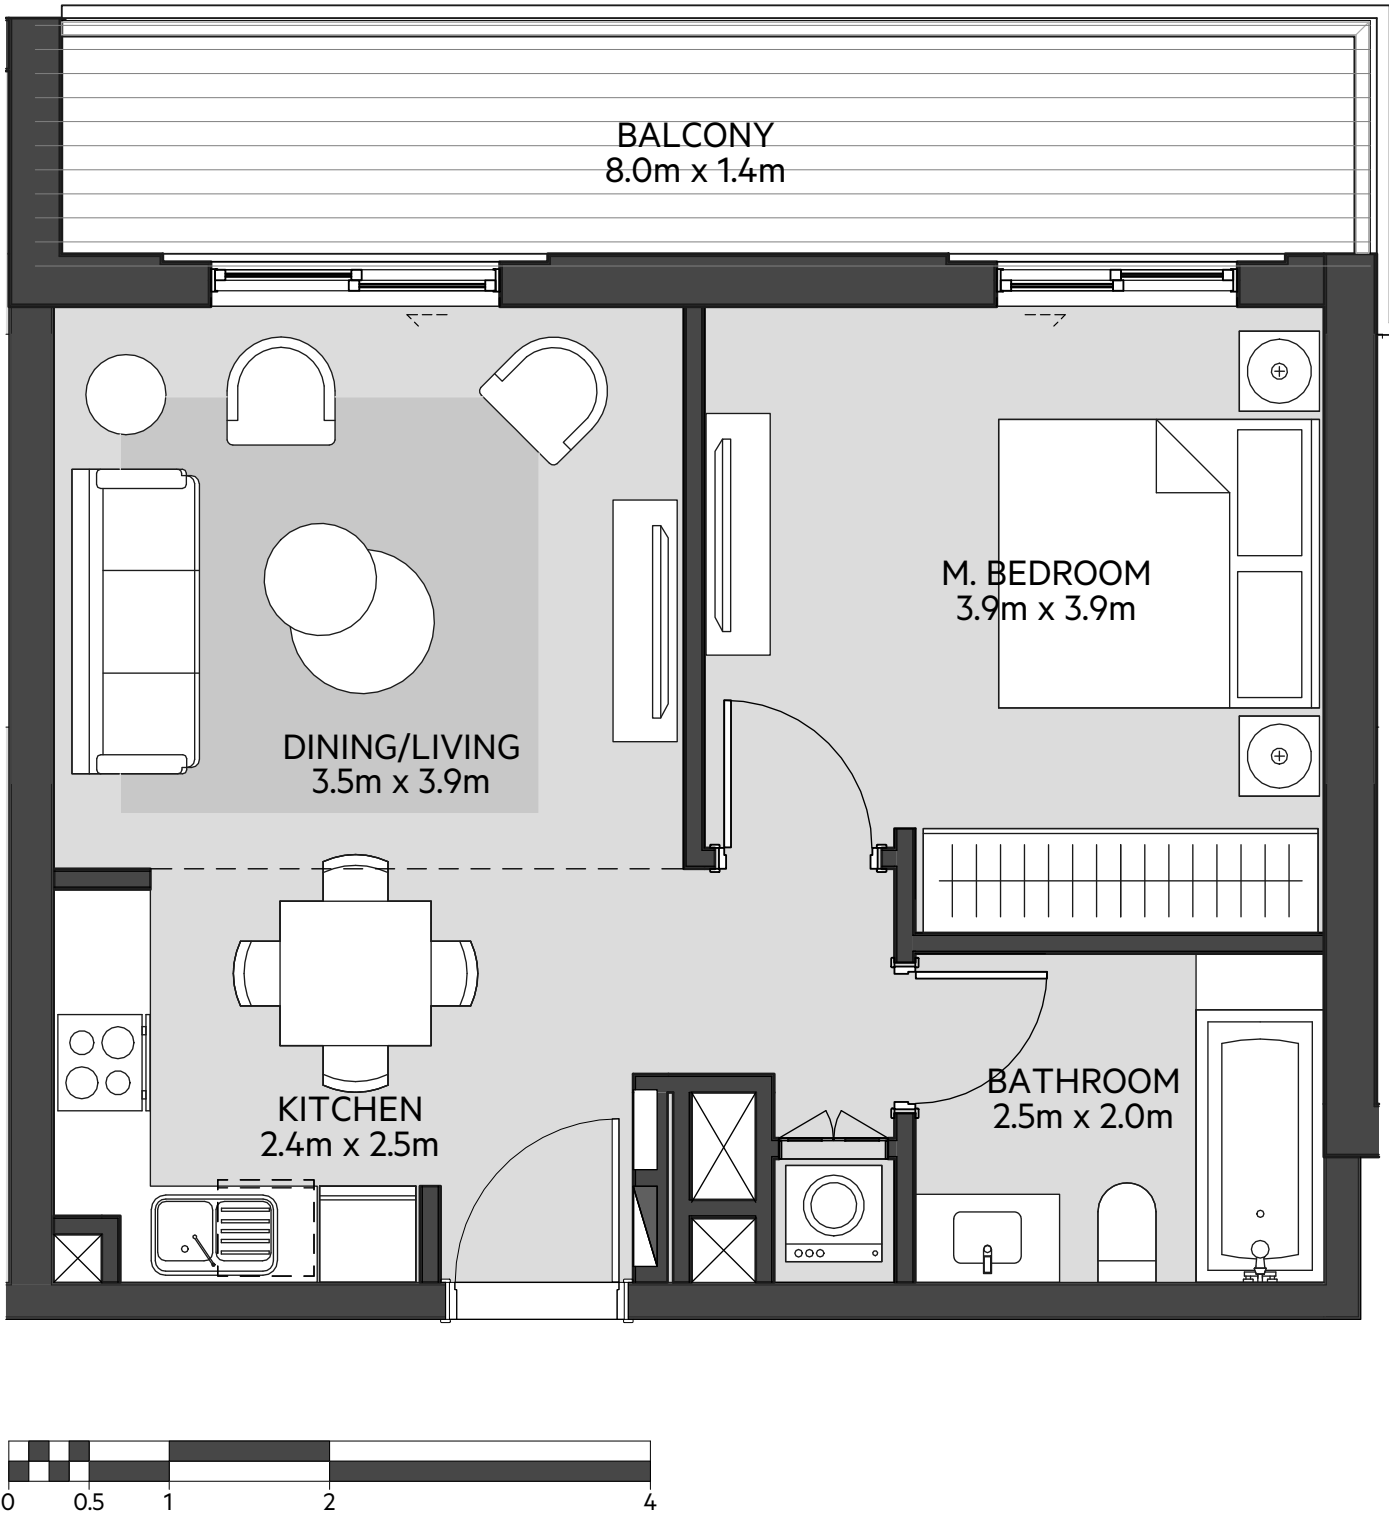 BALCONY
8.0m x 1.4m
M. BEDROOM
3.9m x 3.9m
DINING/LIVING
3.5m x 3.9m
BATHROOM
2.5m x 2.0m
KITCHEN
2.4m x 2.5m
0 0.5 1 2 4